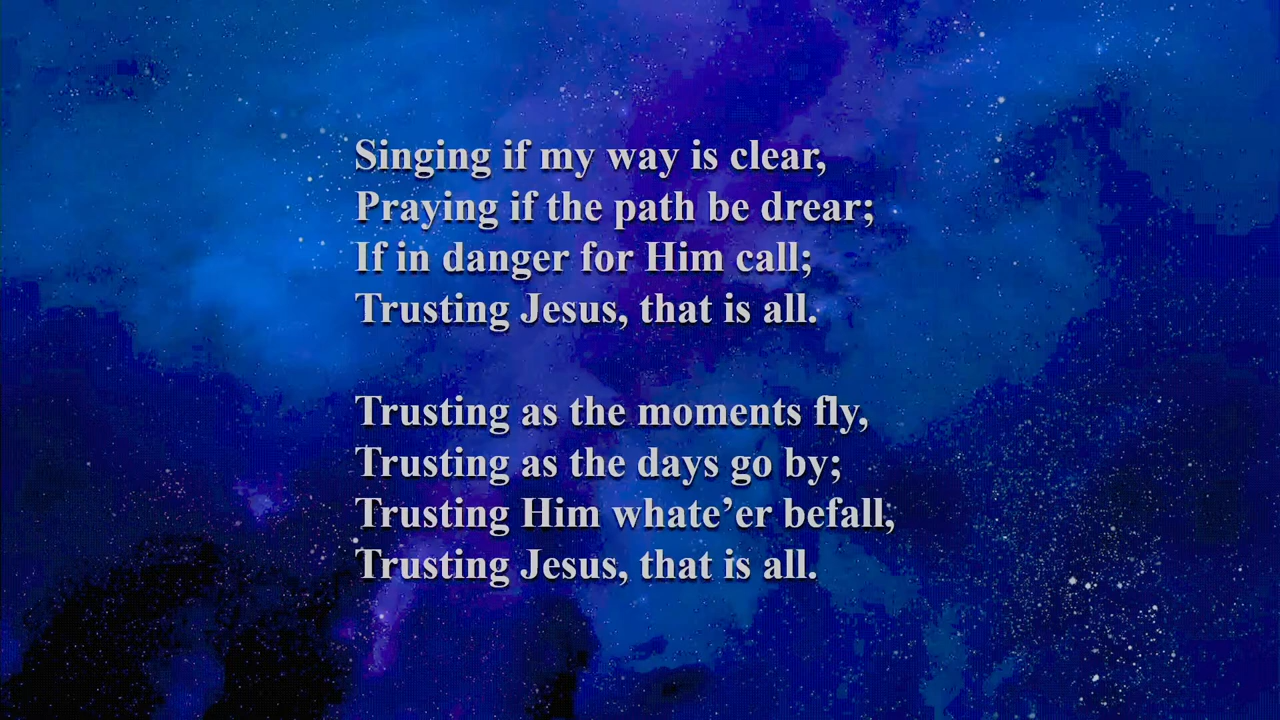 Singing if my way is clear,
Praying if the path be drear;
If in danger for Him call;
Trusting Jesus, that is all.
Trusting as the moments fly,
Trusting as the days go by;
Trusting Him whate’er befall,
Trusting Jesus, that is all.